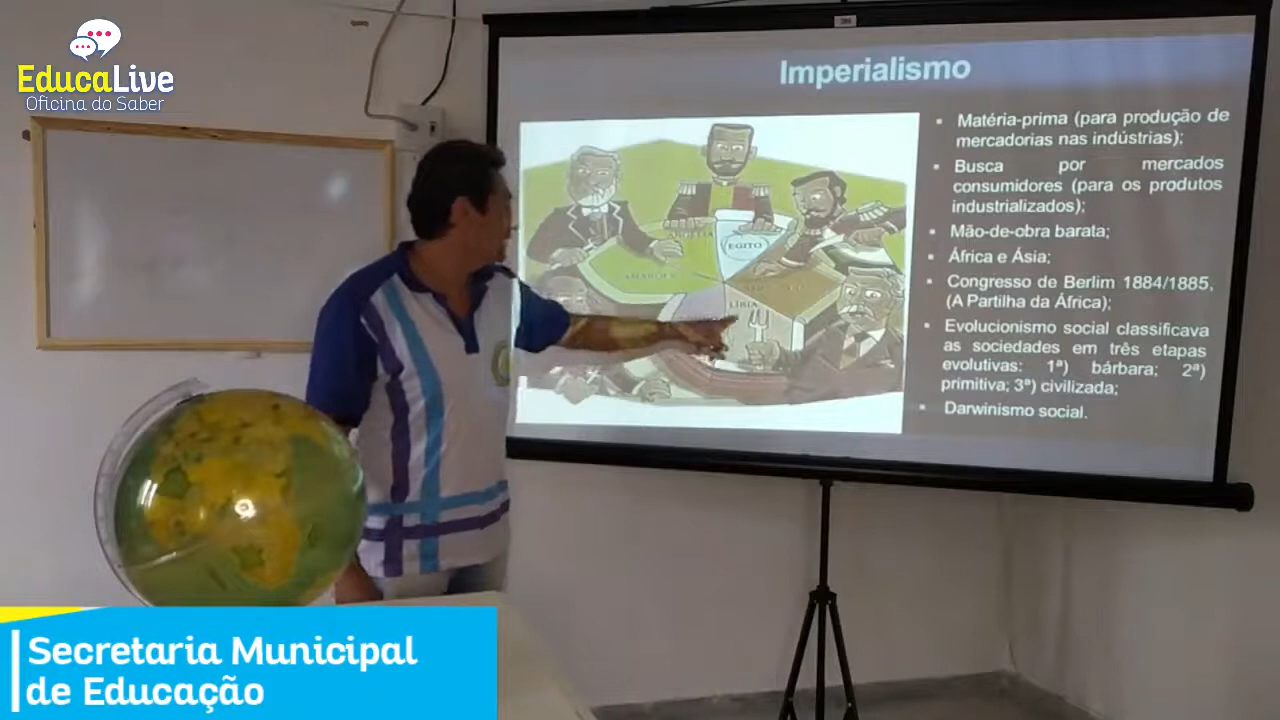 EducaLive
Oficina do Saber
Imperialismo
Matéria-prima (para produção de
mercadorias nas indústrias);
Busca por mercados
consumidores (para os produtos
industrializados);
Mão-de-obra barata;
África e Ásia;
Congresso de Berlim 1884/1885,
(A Partilha da África);
Evolucionismo social classificava
as sociedades em três etapas
evolutivas: 1ª) bárbara; 2ª)
primitiva; 3ª) civilizada;
Darwinismo social.
EGITO
Secretaria Municipal
de Educação